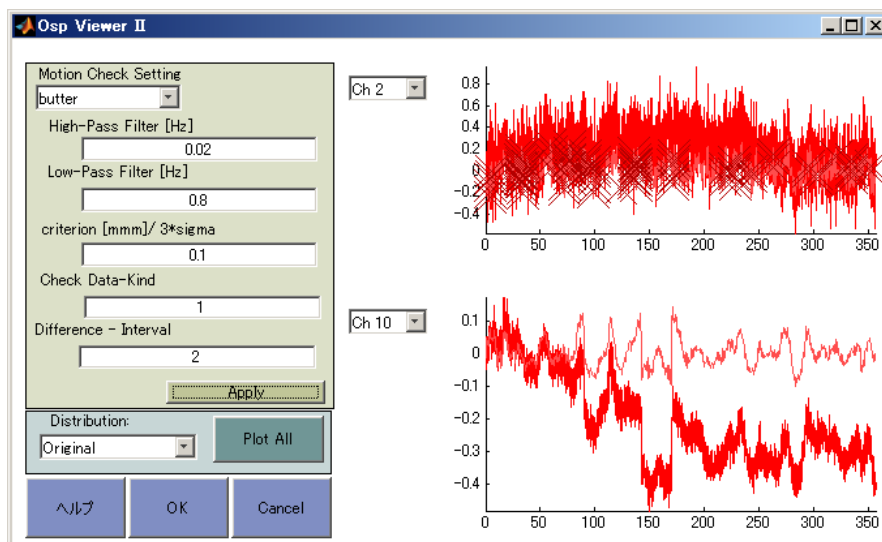 Osp Viewer II
Motion Check Setting
butter
High-Pass Filter [Hz]
0.02
Low-Pass Filter [Hz]
0.8
criterion [mmm]/ 3*sigma
0.1
Check Data-Kind
1
Difference - Interval
2
Apply
Distribution:
Original
Plot All
ヘルプ
OK
Cancel
Ch 2
0.8
0.6
0.4
0.2
0
-0.2
-0.4
0 50 100 150 200 250 300 350
Ch 10
0.1
0
-0.1
-0.2
-0.3
-0.4
0 50 100 150 200 250 300 350